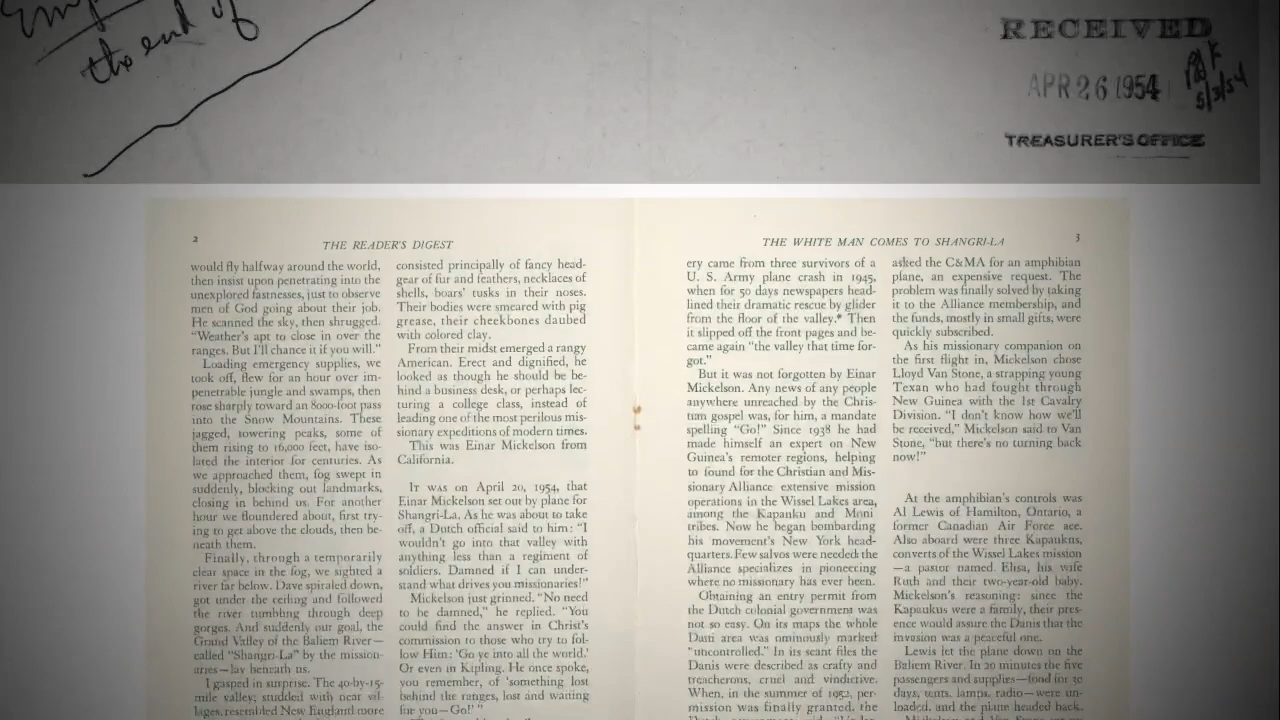 the end of
RECEIVED
APR 26 1954
5/3/54
TREASURER'S OFFICE
2
THE READER'S DIGEST
would fly halfway around the world,
then insist upon penetrating into the
unexplored fastnesses, just to observe
men of God going about their job.
He scanned the sky, then shrugged.
"Weather's apt to close in over the
ranges. But I'll chance it if you will."
Loading emergency supplies, we
took off, flew for an hour over im-
penetrable jungle and swamps, then
rose sharply toward an 8000-foot pass
into the Snow Mountains. These
jagged, towering peaks, some of
them rising to 16,000 feet, have iso-
lated the interior for centuries. As
we approached them, fog swept in
suddenly, blocking out landmarks,
closing in behind us. For another
hour we floundered about, first try-
ing to get above the clouds, then be-
neath them.
Finally, through a temporarily
clear space in the fog, we sighted a
river far below. Dave spiraled down,
got under the ceiling and followed
the river tumbling through deep
gorges. And suddenly our goal, the
Grand Valley of the Baliem River—
called "Shangri-La" by the mission-
aries—lay beneath us.
I gasped in surprise. The 40-by-15-
mile valley; studded with near vil-
lages, resembled New England more
consisted principally of fancy head-
gear of fur and feathers, necklaces of
shells, boars' tusks in their noses.
Their bodies were smeared with pig
grease, their cheekbones daubed
with colored clay.
From their midst emerged a rangy
American. Erect and dignified, he
looked as though he should be be-
hind a business desk, or perhaps lec-
turing a college class, instead of
leading one of the most perilous mis-
sionary expeditions of modern times.
This was Einar Mickelson from
California.
IT WAS on April 20, 1954, that
Einar Mickelson set out by plane for
Shangri-La. As he was about to take
off, a Dutch official said to him: "I
wouldn't go into that valley with
anything less than a regiment of
soldiers. Damned if I can under-
stand what drives you missionaries!"
Mickelson just grinned. "No need
to be damned," he replied. "You
could find the answer in Christ's
commission to those who try to fol-
low Him: 'Go ye into all the world.'
Or even in Kipling. He once spoke,
you remember, of 'something lost
behind the ranges, lost and waiting
for you—Go!' "
THE WHITE MAN COMES TO SHANGRI-LA
3
ery came from three survivors of a
U. S. Army plane crash in 1945,
when for 50 days newspapers head-
lined their dramatic rescue by glider
from the floor of the valley.* Then
it slipped off the front pages and be-
came again "the valley that time for-
got."
But it was not forgotten by Einar
Mickelson. Any news of any people
anywhere unreached by the Chris-
tian gospel was, for him, a mandate
spelling "Go!" Since 1938 he had
made himself an expert on New
Guinea's remoter regions, helping
to found for the Christian and Mis-
sionary Alliance extensive mission
operations in the Wissel Lakes area,
among the Kapauku and Moni
tribes. Now he began bombarding
his movement's New York head-
quarters. Few salvos were needed the
Alliance specializes in pioneering
where no missionary has ever been.
Obtaining an entry permit from
the Dutch colonial government was
not so easy. On its maps the whole
Dani area was ominously marked
"uncontrolled." In its scant files the
Danis were described as crafty and
treacherous, cruel and vindictive.
When, in the summer of 1952, per-
mission was finally granted, the
asked the C&MA for an amphibian
plane, an expensive request. The
problem was finally solved by taking
it to the Alliance membership, and
the funds, mostly in small gifts, were
quickly subscribed.
As his missionary companion on
the first flight in, Mickelson chose
Lloyd Van Stone, a strapping young
Texan who had fought through
New Guinea with the 1st Cavalry
Division. "I don't know how we'll
be received," Mickelson said to Van
Stone, "but there's no turning back
now!"
At the amphibian's controls was
Al Lewis of Hamilton, Ontario, a
former Canadian Air Force ace.
Also aboard were three Kapaukus,
converts of the Wissel Lakes mission
—a pastor named Elisa, his wife
Ruth and their two-year-old baby.
Mickelson's reasoning: since the
Kapaukus were a family, their pres-
ence would assure the Danis that the
invasion was a peaceful one.
Lewis let the plane down on the
Baliem River. In 20 minutes the five
passengers and supplies—food for 30
days, tents, lamps, radio—were un-
loaded, and the plane headed back.